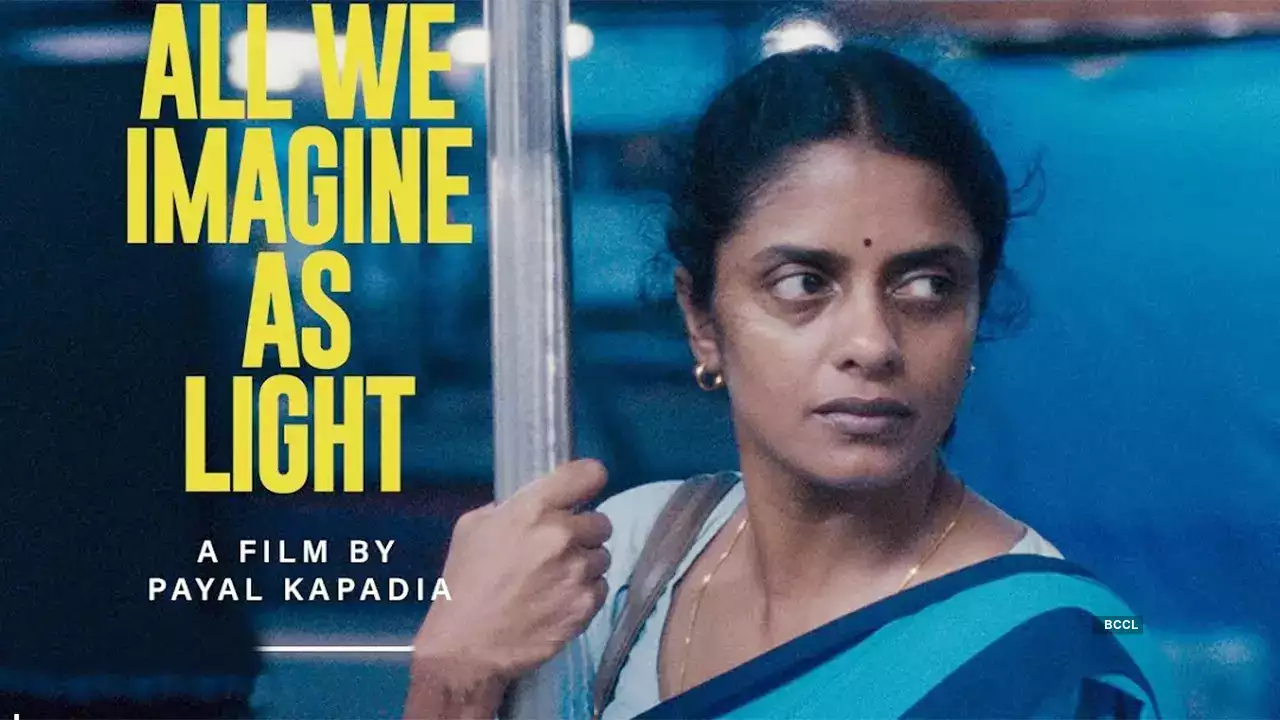 ALL WE
IMAGINE
AS
LIGHT
A FILM BY
PAYAL KAPADIA
BCCL